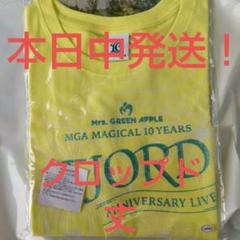 本日中発送！
Mrs. GREEN APPLE
MGA MAGICAL 10 YEARS
FJORD
ANNIVERSARY LIVE
クロップド
丈